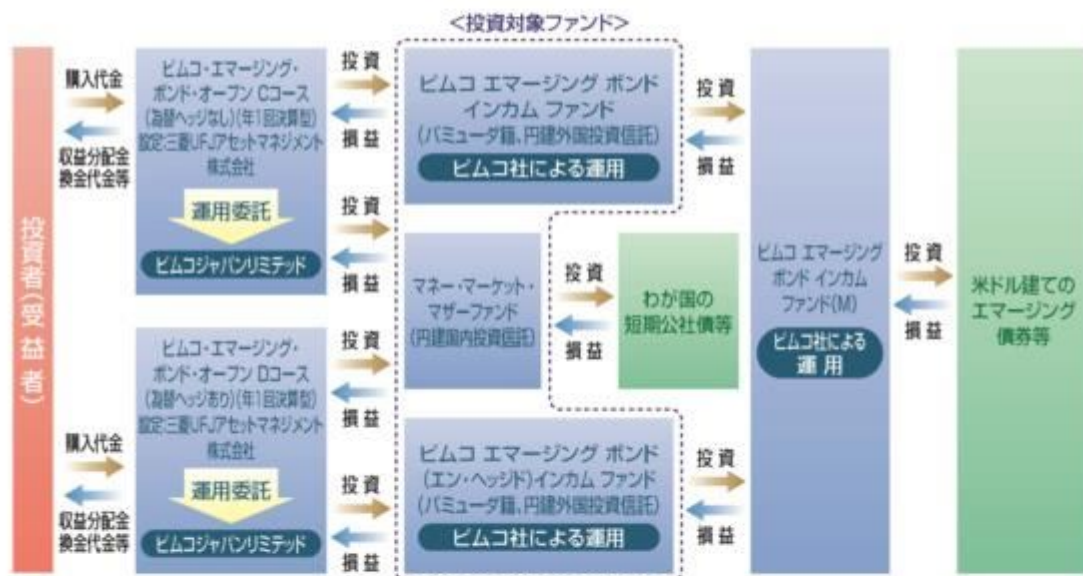 <投資対象ファンド>
投資者(受益者)
購入代金
収益分配金
換金代金等
ピムコ・エマージング・
ボンド・オープン Cコース
(為替ヘッジなし)(年1回決算型)
設定:三菱UFJアセットマネジメント
株式会社
運用委託
ピムコジャパンリミテッド
投資
損益
投資
損益
ピムコ エマージング ボンド
インカム ファンド
(バミューダ籍、円建外国投資信託)
ピムコ社による運用
投資
損益
マネー・マーケット・
マザーファンド
(円建国内投資信託)
投資
損益
わが国の
短期公社債等
ピムコ エマージング
ボンド インカム
ファンド(M)
ピムコ社による
運用
投資
損益
米ドル建ての
エマージング
債券等
購入代金
収益分配金
換金代金等
ピムコ・エマージング・
ボンド・オープン Dコース
(為替ヘッジあり)(年1回決算型)
設定:三菱UFJアセットマネジメント
株式会社
運用委託
ピムコジャパンリミテッド
投資
損益
投資
損益
ピムコ エマージング ボンド
(エン・ヘッジド)インカム ファンド
(バミューダ籍、円建外国投資信託)
ピムコ社による運用
投資
損益